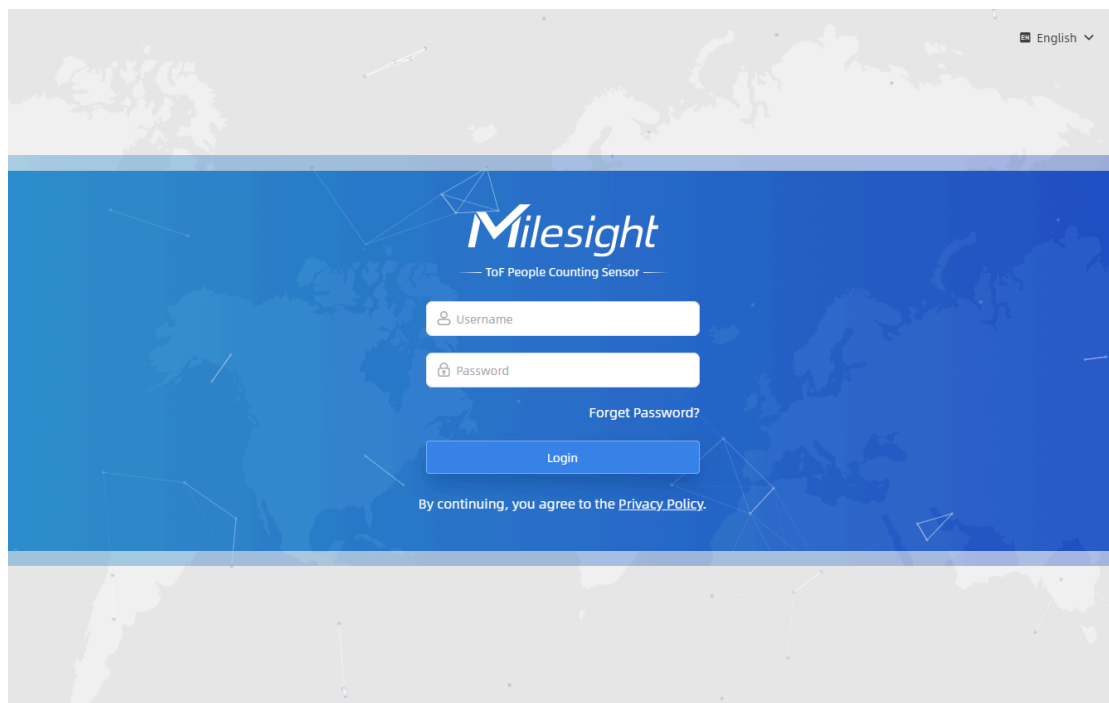 EN English
Milesight
ToF People Counting Sensor
Username
Password
Forget Password?
Login
By continuing, you agree to the Privacy Policy.